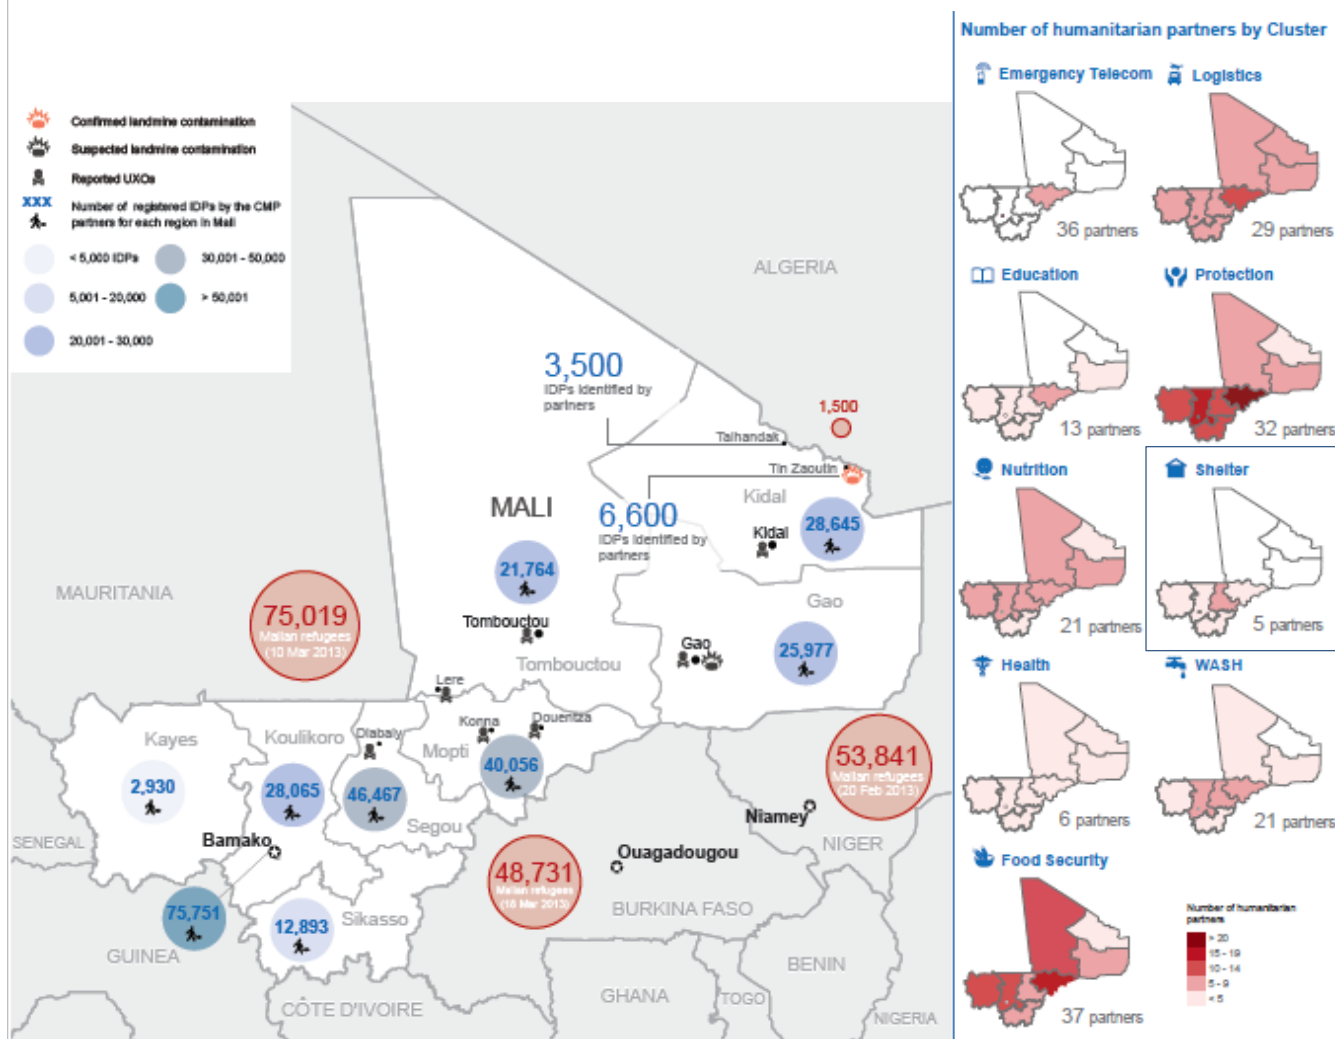 Number of humanitarian partners by Cluster
Emergency Telecom
Logistics
36 partners
29 partners
Education
Protection
13 partners
32 partners
Nutrition
Shelter
21 partners
5 partners
Health
WASH
6 partners
21 partners
Food Security
37 partners
Number of humanitarian
partners
> 20
15 - 19
10 - 14
5 - 9
< 5
Confirmed landmine contamination
Suspected landmine contamination
Reported UXOs
XXX
Number of registered IDPs by the CMP
partners for each region in Mali
< 5,000 IDPs
30,001 - 50,000
5,001 - 20,000
> 50,001
20,001 - 30,000
ALGERIA
3,500
IDPs identified by
partners
1,500
Talhandak
Tin Zaoutin
MALI
Kidal
6,600
IDPs identified by
partners
28,645
Kidal
21,764
MAURITANIA
Gao
75,019
Malian refugees
(10 Mar 2013)
Tombouctou
Gao
25,977
Tombouctou
Lere
Konna
Douentza
Kayes
Koulikoro
Diabaly
Mopti
53,841
Malian refugees
(20 Feb 2013)
2,930
28,065
46,467
40,056
Segou
Niamey
SENEGAL
Bamako
NIGER
Ouagadougou
48,731
Malian refugees
(18 Mar 2013)
75,751
12,893
Sikasso
BURKINA FASO
GUINEA
BENIN
CÔTE D'IVOIRE
GHANA
TOGO
NIGERIA